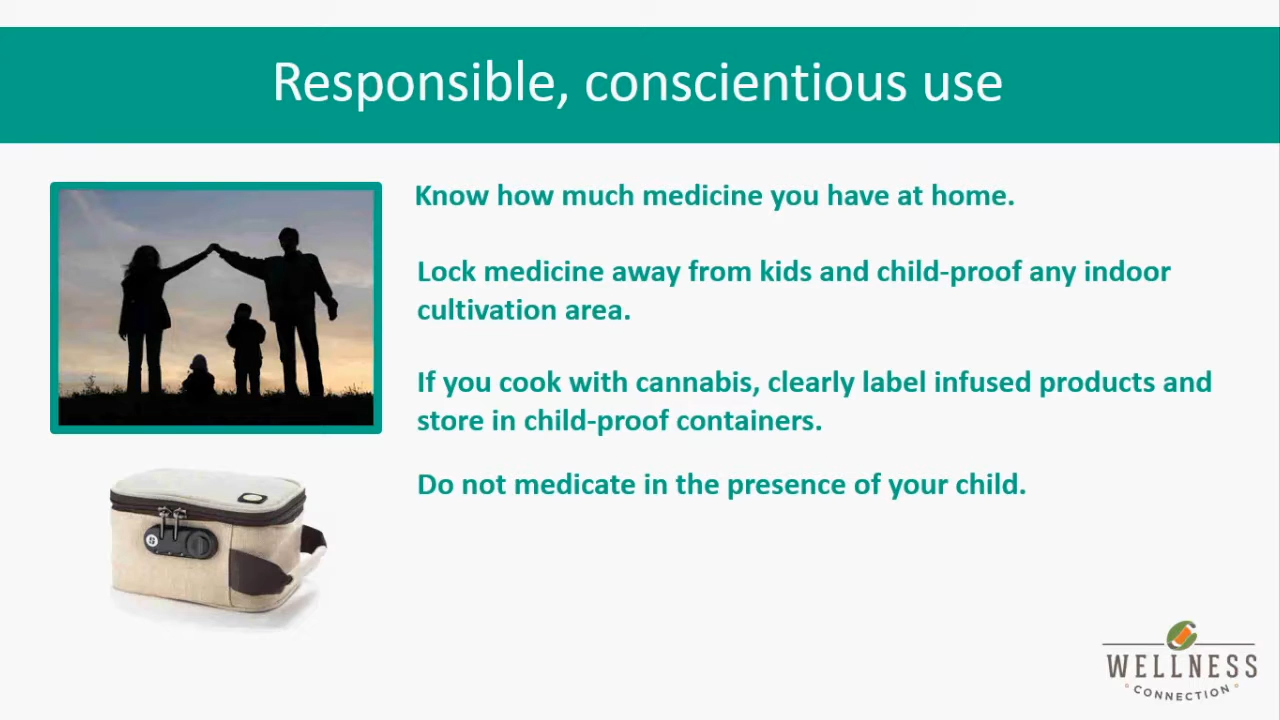 Responsible, conscientious use
Know how much medicine you have at home.
Lock medicine away from kids and child-proof any indoor
cultivation area.
If you cook with cannabis, clearly label infused products and
store in child-proof containers.
Do not medicate in the presence of your child.
WELLNESS
CONNECTION